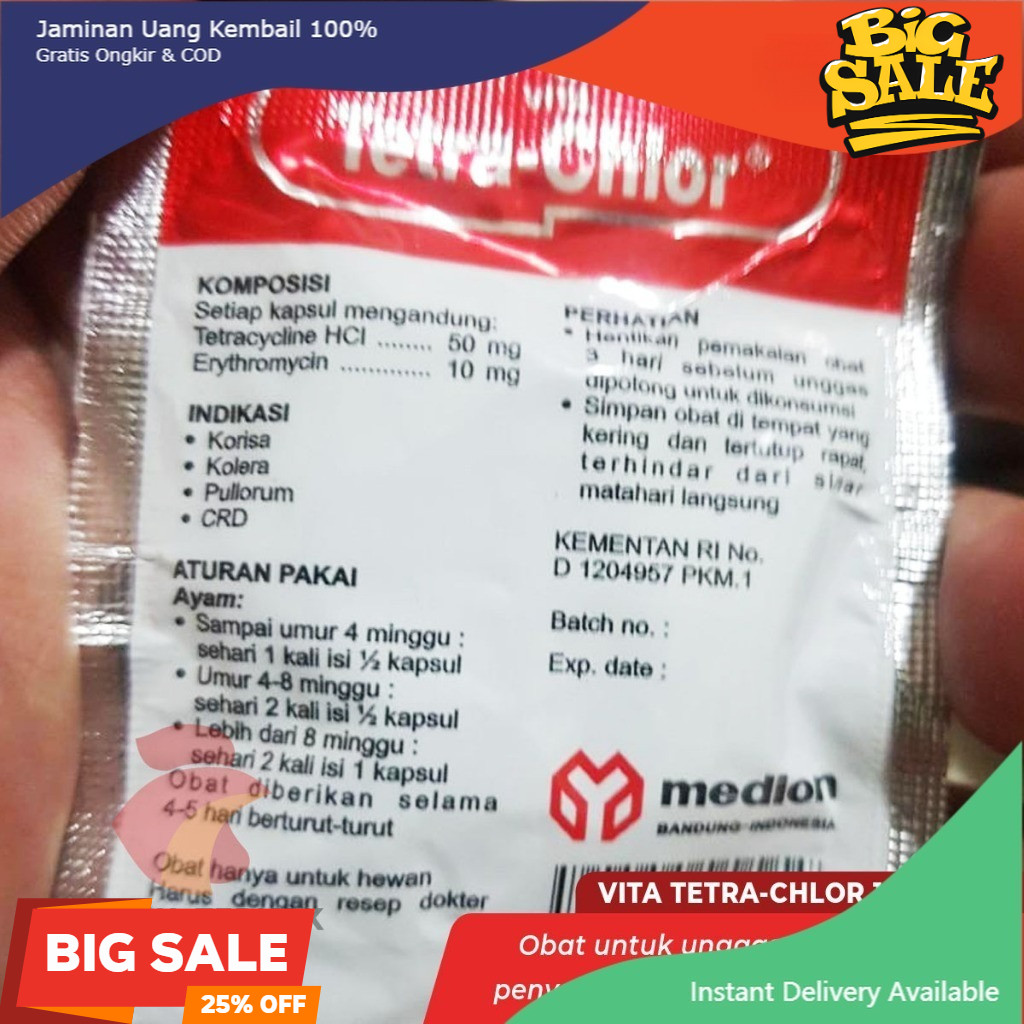 Jaminan Uang Kembail 100%
Gratis Ongkir & COD
BiG
SALE
Tetra-Chlor®
KOMPOSISI
Setiap kapsul mengandung:
Tetracycline HCl ........ 50 mg
Erythromycin ............. 10 mg
INDIKASI
• Korisa
• Kolera
• Pullorum
• CRD
ATURAN PAKAI
Ayam:
• Sampai umur 4 minggu :
sehari 1 kali isi ½ kapsul
• Umur 4-8 minggu :
sehari 2 kali isi ½ kapsul
• Lebih dari 8 minggu :
sehari 2 kali isi 1 kapsul
Obat diberikan selama
4-5 hari berturut-turut
Obat hanya untuk hewan
Harus dengan resep dokter
PERHATIAN
• Hentikan pemakaian obat
3 hari sebelum unggas
dipotong untuk dikonsumsi
• Simpan obat di tempat yang
kering dan tertutup rapat,
terhindar dari sinar
matahari langsung
KEMENTAN RI No.
D 1204957 PKM.1
Batch no. :
Exp. date :
medion
BANDUNG-INDONESIA
VITA TETRA-CHLOR
Obat untuk
BIG SALE
25% OFF
Instant Delivery Available